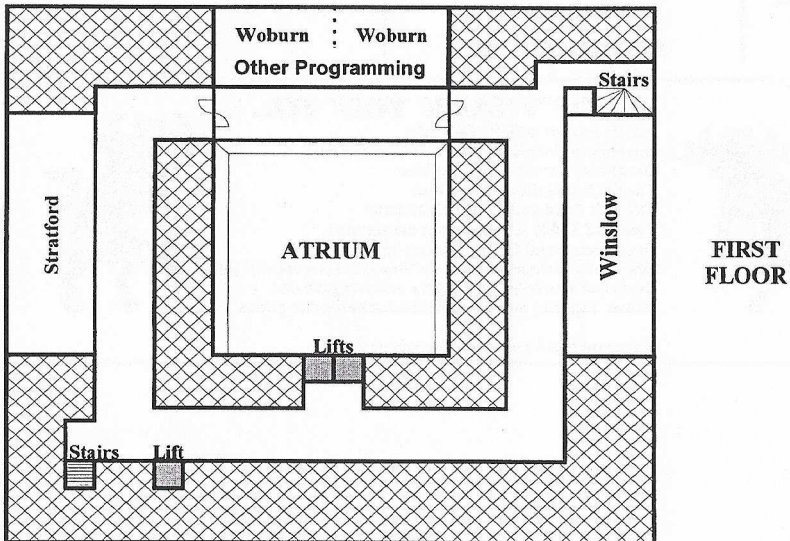 Woburn Woburn
Other Programming
Stairs
Stratford
ATRIUM
Winslow
FIRST
FLOOR
Lifts
Stairs Lift